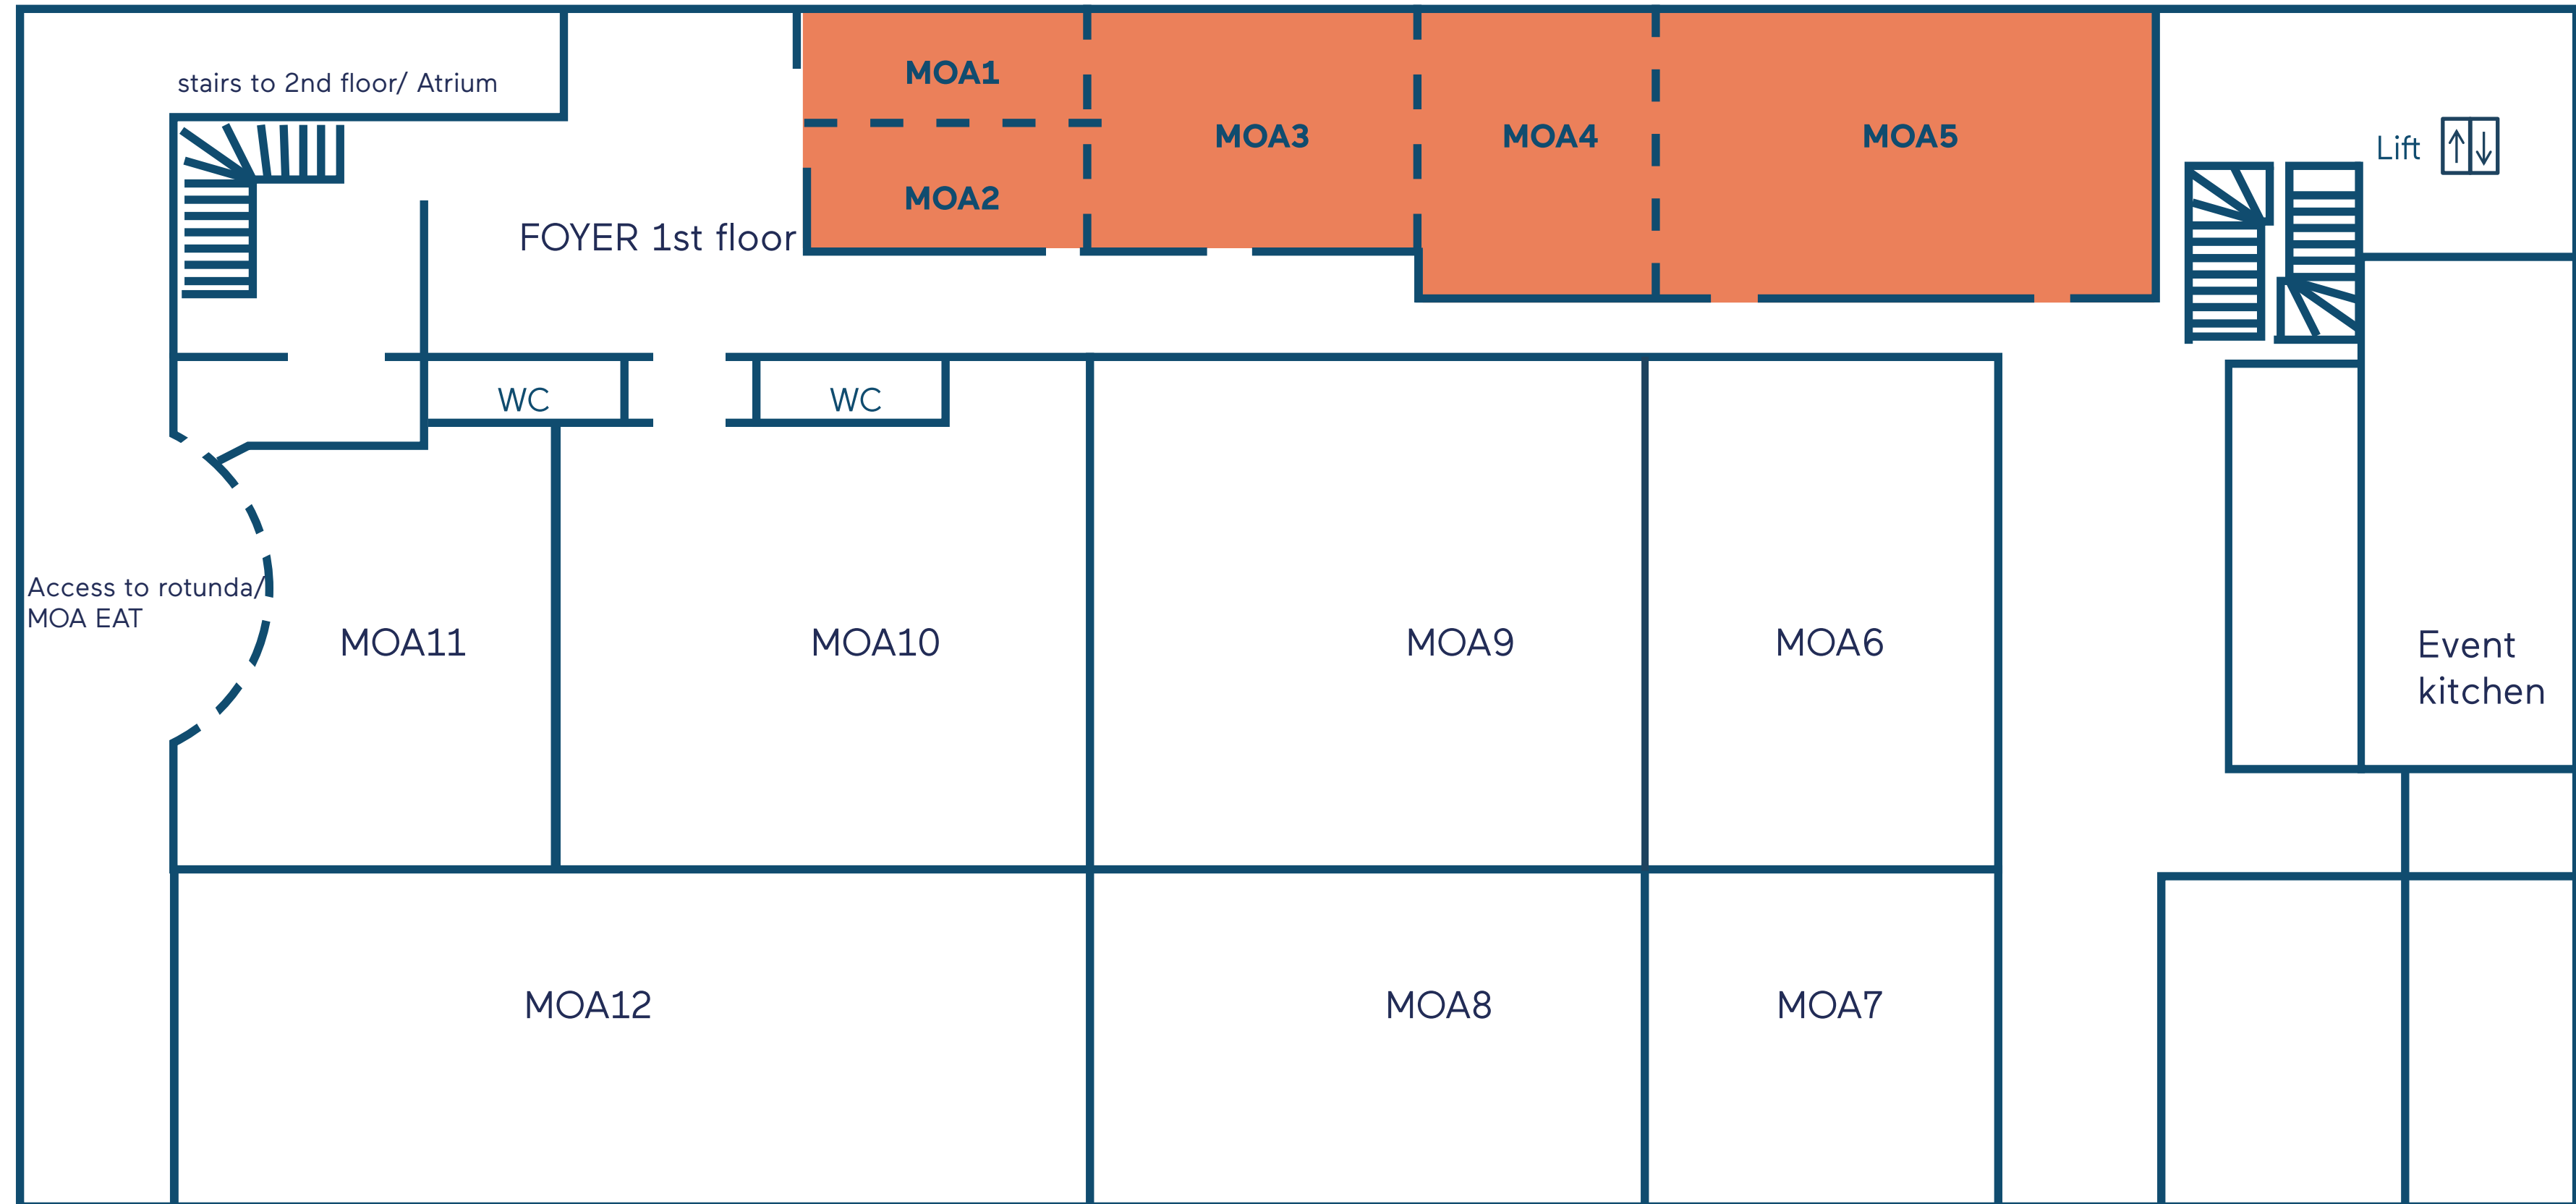 stairs to 2nd floor/ Atrium
MOA1
MOA2
MOA3
MOA4
MOA5
Lift
FOYER 1st floor
WC
WC
Access to rotunda/
MOA EAT
MOA11
MOA10
MOA9
MOA6
Event
kitchen
MOA12
MOA8
MOA7